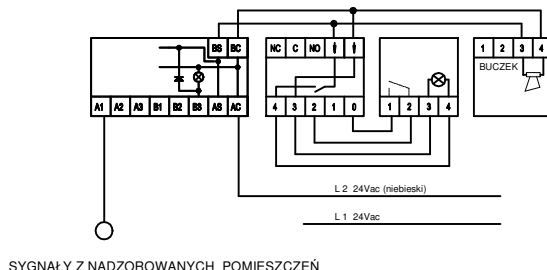 BS BC
NC C NO
1 2 3 4
BUCZEK
A1 A2 A3 B1 B2 B3 AS AC
4 3 2 1 0
1 2 3 4
L 2 24Vac (niebieski)
L 1 24Vac
SYGNAŁY Z NADZOROWANYCH POMIESZCZEŃ